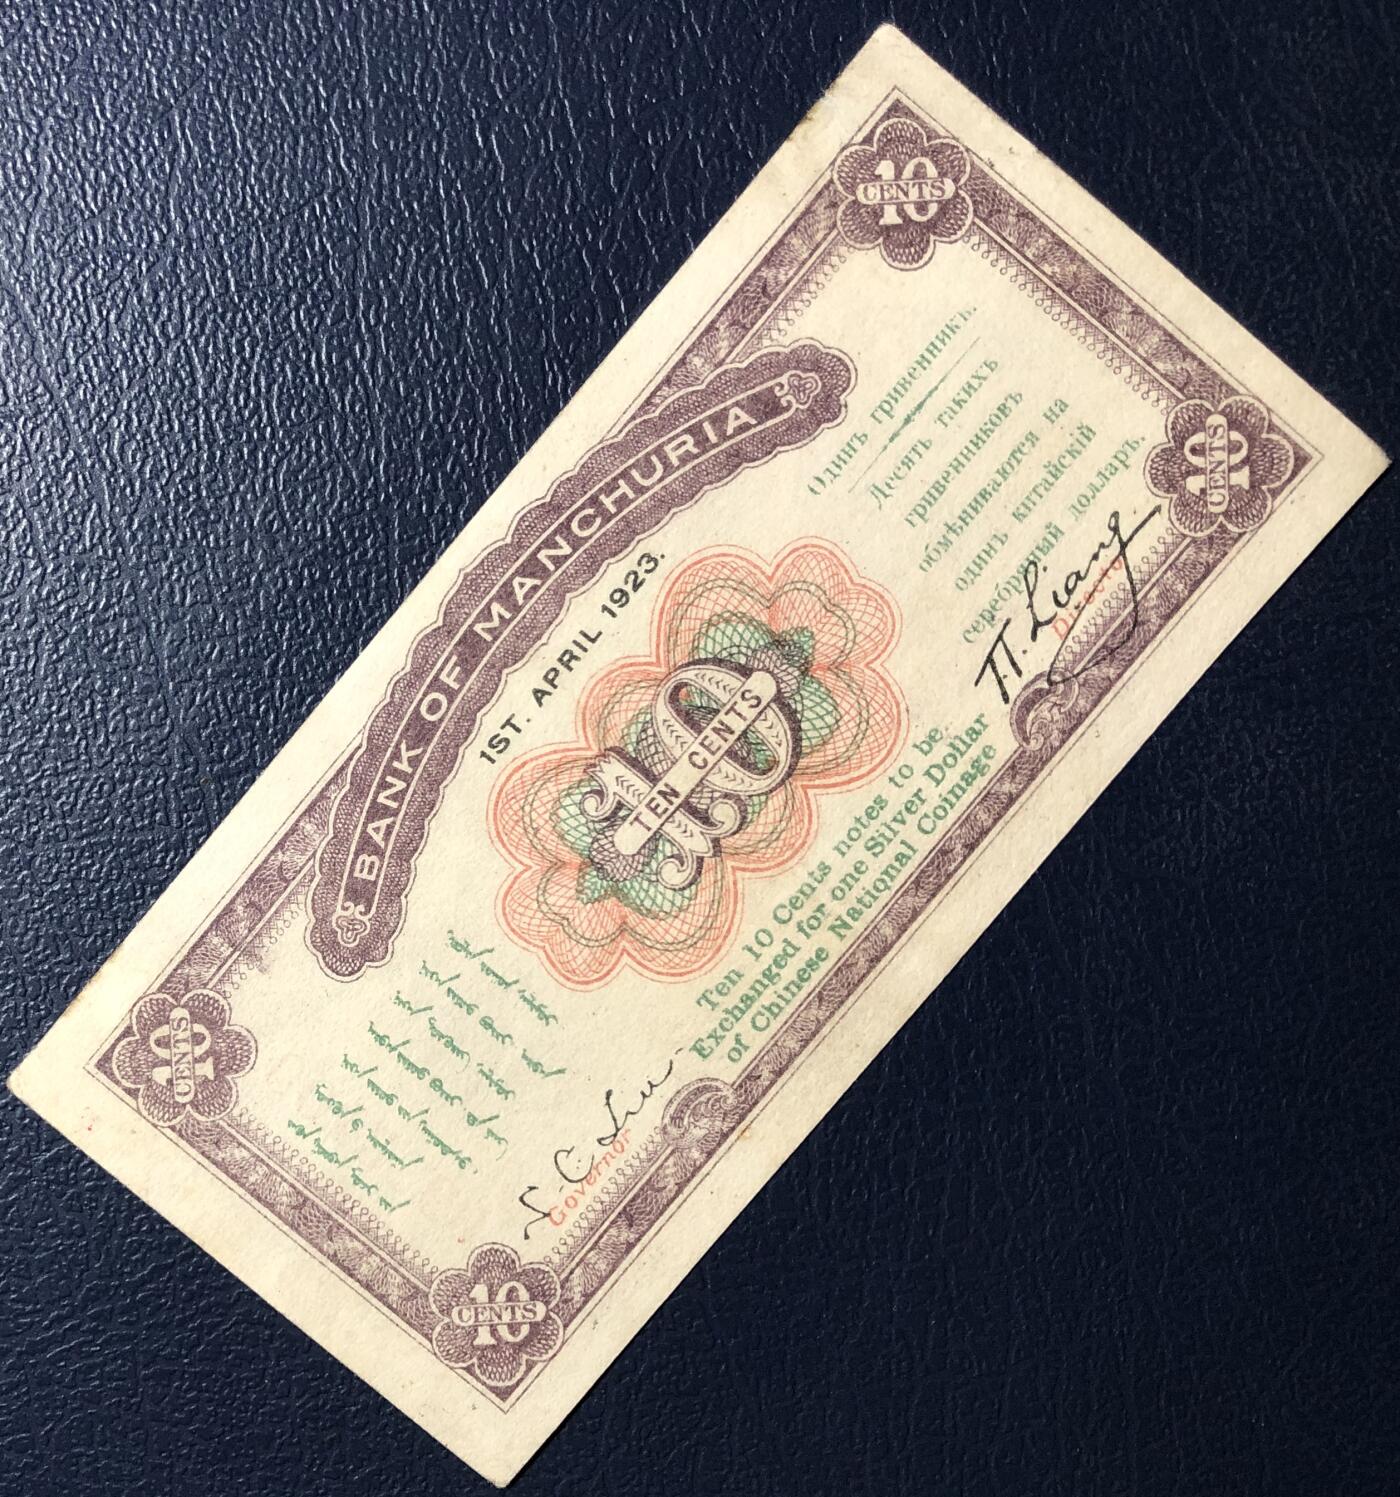 10 CENTS
10 CENTS
BANK OF MANCHURIA
1ST. APRIL 1923.
10
TEN CENTS
Одинъ гривенникъ.
Десять такихъ
гривенниковъ
обмѣниваются на
одинъ китайскій
серебряный долларъ.
Ten 10 Cents notes to be
Exchanged for one Silver Dollar
of Chinese National Coinage
S. C. Liu
Governor
T.T. Liang
Director
10 CENTS
10 CENTS